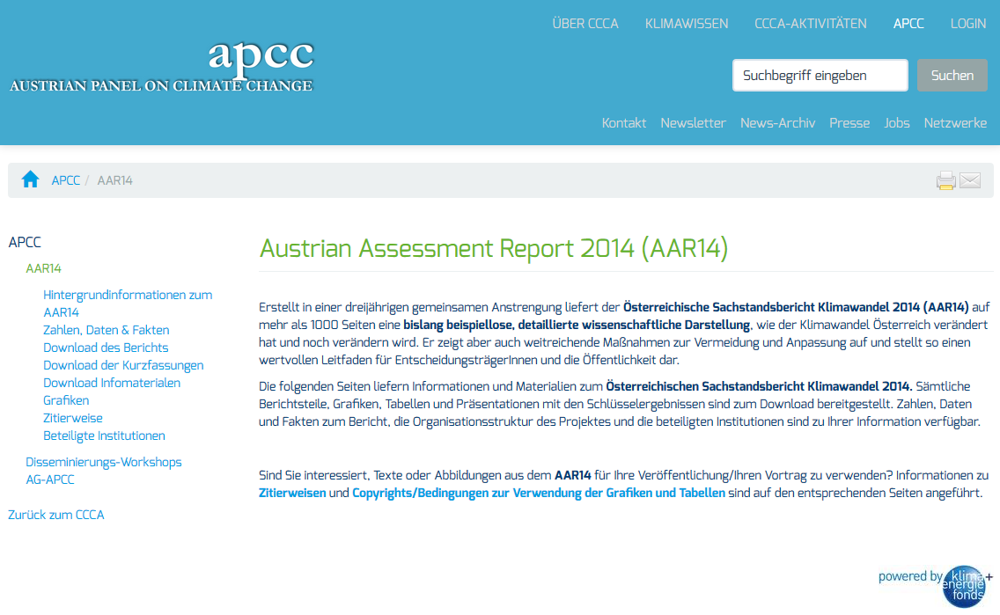 ÜBER CCCA KLIMAWISSEN CCCA-AKTIVITÄTEN APCC LOGIN
apcc
AUSTRIAN PANEL ON CLIMATE CHANGE
Suchbegriff eingeben Suchen
Kontakt Newsletter News-Archiv Presse Jobs Netzwerke
APCC / AAR14
APCC
AAR14
Hintergrundinformationen zum
AAR14
Zahlen, Daten & Fakten
Download des Berichts
Download der Kurzfassungen
Download Infomaterialen
Grafiken
Zitierweise
Beteiligte Institutionen
Disseminierungs-Workshops
AG-APCC
Zurück zum CCCA
Austrian Assessment Report 2014 (AAR14)
Erstellt in einer dreijährigen gemeinsamen Anstrengung liefert der Österreichische Sachstandsbericht Klimawandel 2014 (AAR14) auf
mehr als 1000 Seiten eine bislang beispiellose, detaillierte wissenschaftliche Darstellung, wie der Klimawandel Österreich verändert
hat und noch verändern wird. Er zeigt aber auch weitreichende Maßnahmen zur Vermeidung und Anpassung auf und stellt so einen
wertvollen Leitfaden für EntscheidungsträgerInnen und die Öffentlichkeit dar.
Die folgenden Seiten liefern Informationen und Materialien zum Österreichischen Sachstandsbericht Klimawandel 2014. Sämtliche
Berichtsteile, Grafiken, Tabellen und Präsentationen mit den Schlüsselergebnissen sind zum Download bereitgestellt. Zahlen, Daten
und Fakten zum Bericht, die Organisationsstruktur des Projektes und die beteiligten Institutionen sind zu Ihrer Information verfügbar.
Sind Sie interessiert, Texte oder Abbildungen aus dem AAR14 für Ihre Veröffentlichung/Ihren Vortrag zu verwenden? Informationen zu
Zitierweisen und Copyrights/Bedingungen zur Verwendung der Grafiken und Tabellen sind auf den entsprechenden Seiten angeführt.
powered by klima+
energie
fonds